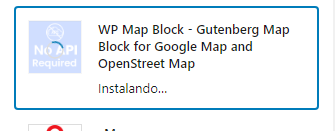 No API
Required
WP Map Block - Gutenberg Map
Block for Google Map and
OpenStreet Map
Instalando...